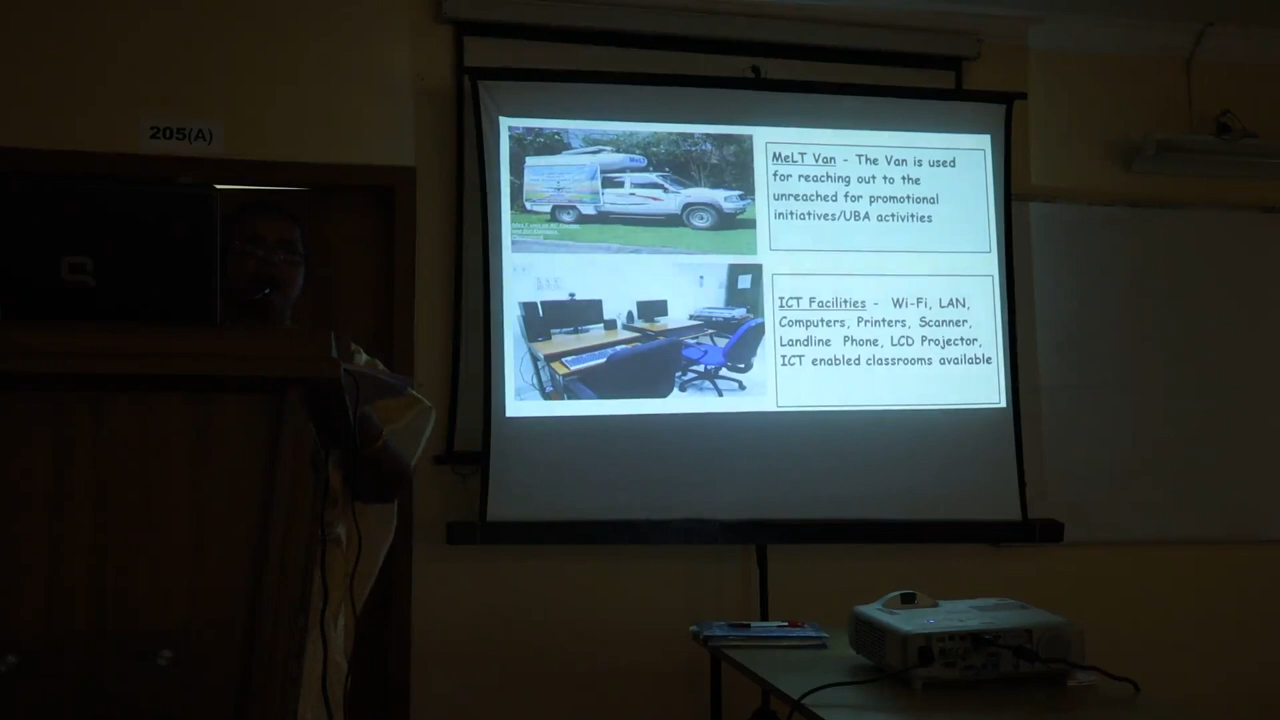 205(A)
MeLT
MeLT Van - The Van is used
for reaching out to the
unreached for promotional
initiatives/UBA activities
ICT Facilities - Wi-Fi, LAN,
Computers, Printers, Scanner,
Landline Phone, LCD Projector,
ICT enabled classrooms available